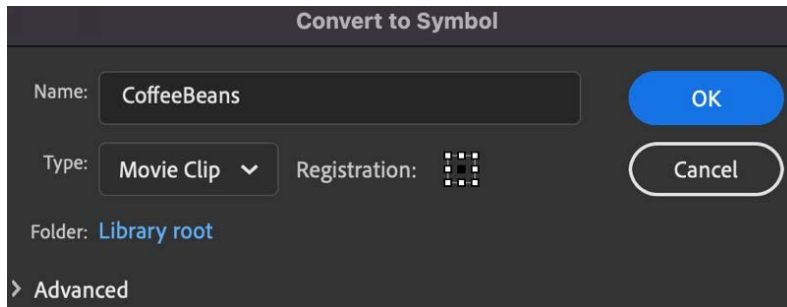 Convert to Symbol
Name: CoffeeBeans OK
Type: Movie Clip Registration: Cancel
Folder: Library root
Advanced